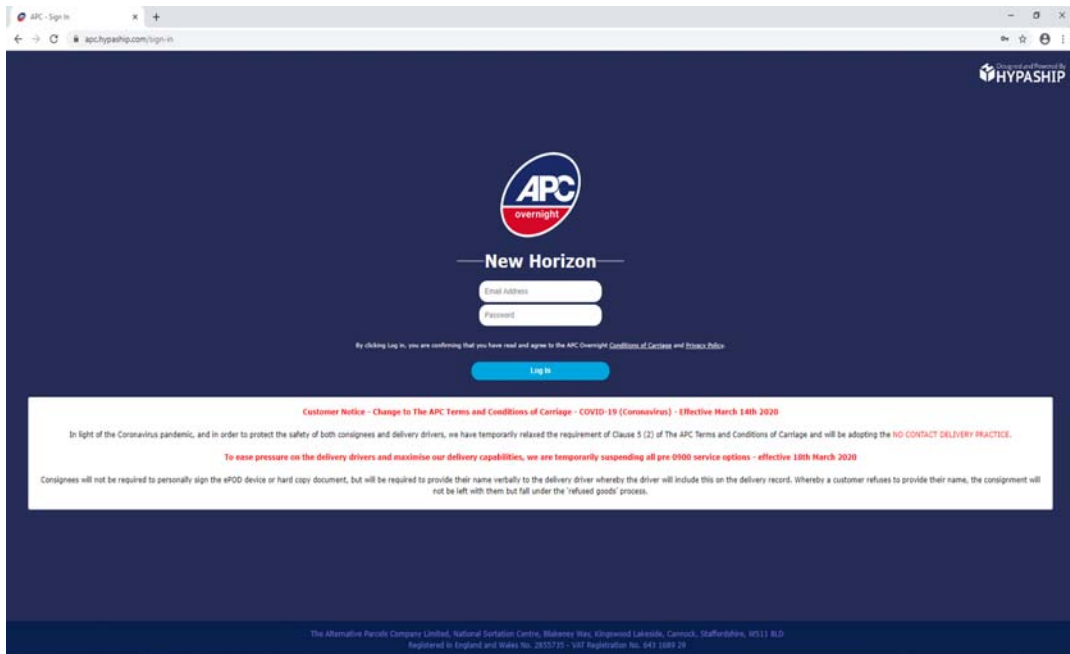 APC - Sign In
apc.hypaship.com/sign-in
Designed and Powered By
HYPASHIP
APC
overnight
New Horizon
Email Address
Password
By clicking Log in, you are confirming that you have read and agree to the APC Overnight Conditions of Carriage and Privacy Policy.
Log In
Customer Notice - Change to The APC Terms and Conditions of Carriage - COVID-19 (Coronavirus) - Effective March 14th 2020
In light of the Coronavirus pandemic, and in order to protect the safety of both consignees and delivery drivers, we have temporarily relaxed the requirement of Clause 5 (2) of The APC Terms and Conditions of Carriage and will be adopting the NO CONTACT DELIVERY PRACTICE.
To ease pressure on the delivery drivers and maximise our delivery capabilities, we are temporarily suspending all pre 0900 service options - effective 18th March 2020
Consignees will not be required to personally sign the ePOD device or hard copy document, but will be required to provide their name verbally to the delivery driver whereby the driver will include this on the delivery record. Whereby a customer refuses to provide their name, the consignment will
not be left with them but fall under the 'refused goods' process.
The Alternative Parcels Company Limited, National Sortation Centre, Blakeney Way, Kingswood Lakeside, Cannock, Staffordshire, WS11 8LD
Registered in England and Wales No. 2855735 - VAT Registration No. 643 1689 29